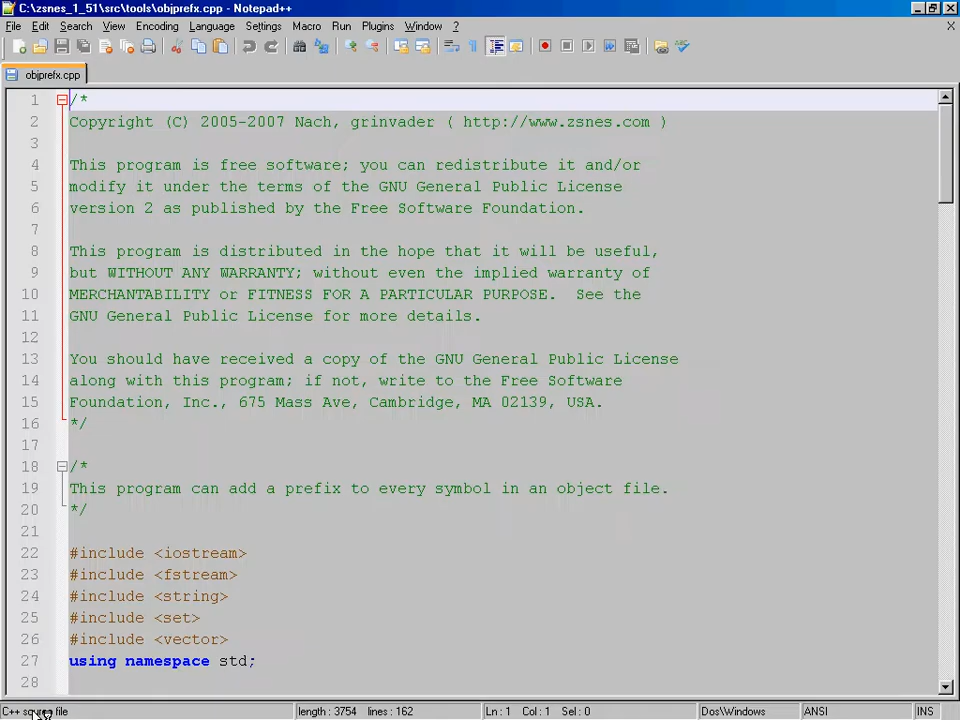 C:\zsnes_1_51\src\tools\objprefx.cpp - Notepad++
File Edit Search View Encoding Language Settings Macro Run Plugins Window ?
X
objprefx.cpp
1 /*
2 Copyright (C) 2005-2007 Nach, grinvader ( http://www.zsnes.com )
3
4 This program is free software; you can redistribute it and/or
5 modify it under the terms of the GNU General Public License
6 version 2 as published by the Free Software Foundation.
7
8 This program is distributed in the hope that it will be useful,
9 but WITHOUT ANY WARRANTY; without even the implied warranty of
10 MERCHANTABILITY or FITNESS FOR A PARTICULAR PURPOSE.  See the
11 GNU General Public License for more details.
12
13 You should have received a copy of the GNU General Public License
14 along with this program; if not, write to the Free Software
15 Foundation, Inc., 675 Mass Ave, Cambridge, MA 02139, USA.
16 */
17
18 /*
19 This program can add a prefix to every symbol in an object file.
20 */
21
22 #include <iostream>
23 #include <fstream>
24 #include <string>
25 #include <set>
26 #include <vector>
27 using namespace std;
28
C++ source file length : 3754 lines : 162 Ln : 1 Col : 1 Sel : 0 Dos\Windows ANSI INS